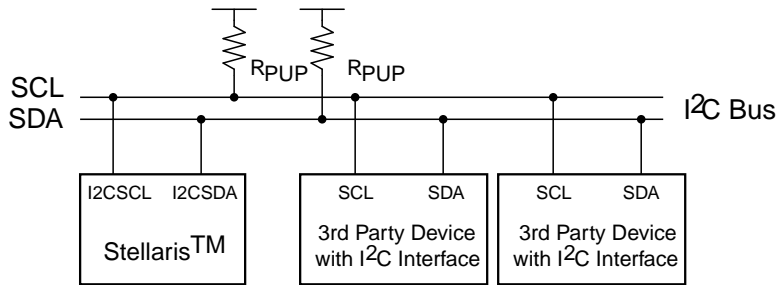 RPUP RPUP
SCL
SDA
I²C Bus
I2CSCL I2CSDA
Stellaris™
SCL SDA
3rd Party Device
with I²C Interface
SCL SDA
3rd Party Device
with I²C Interface